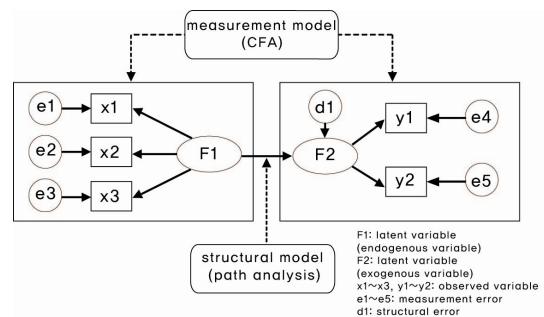 measurement model
(CFA)
e1
x1
e2
x2
e3
x3
F1
d1
F2
y1
e4
y2
e5
structural model
(path analysis)
F1: latent variable
(endogenous variable)
F2: latent variable
(exogenous variable)
x1~x3, y1~y2: observed variable
e1~e5: measurement error
d1: structural error